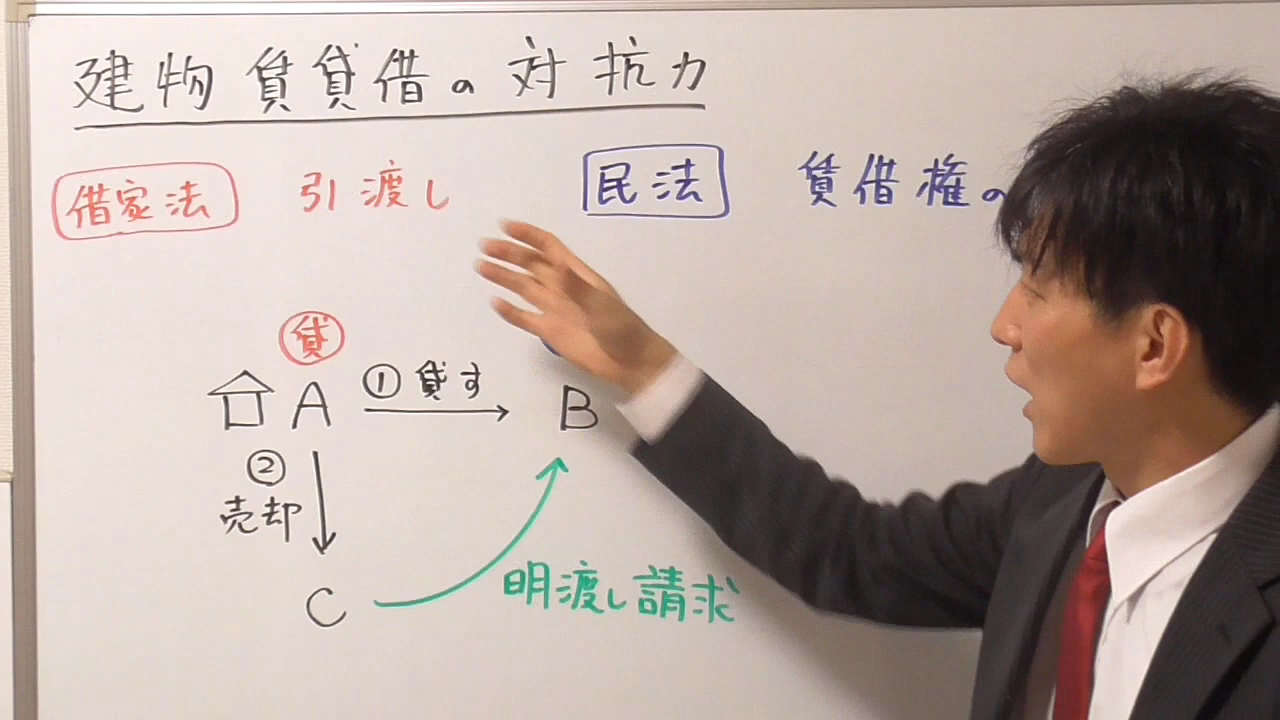 建物賃貸借の対抗力
借家法 引渡し 民法 賃借権の
貸
A ①貸す B
②
売却
C 明渡し請求